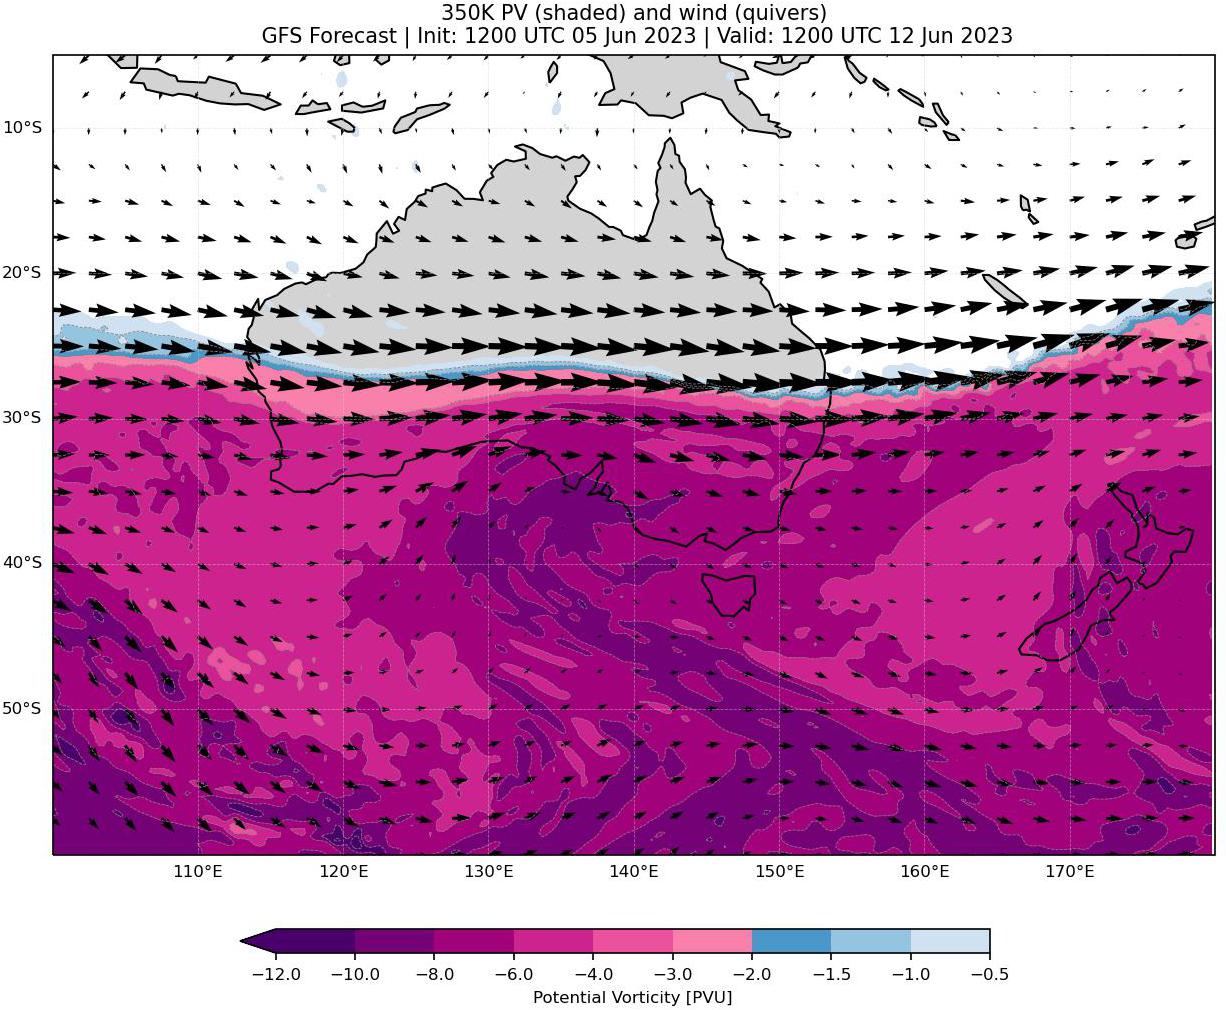 350K PV (shaded) and wind (quivers)
GFS Forecast | Init: 1200 UTC 05 Jun 2023 | Valid: 1200 UTC 12 Jun 2023
10°S
20°S
30°S
40°S
50°S
110°E 120°E 130°E 140°E 150°E 160°E 170°E
−12.0 −10.0 −8.0 −6.0 −4.0 −3.0 −2.0 −1.5 −1.0 −0.5
Potential Vorticity [PVU]